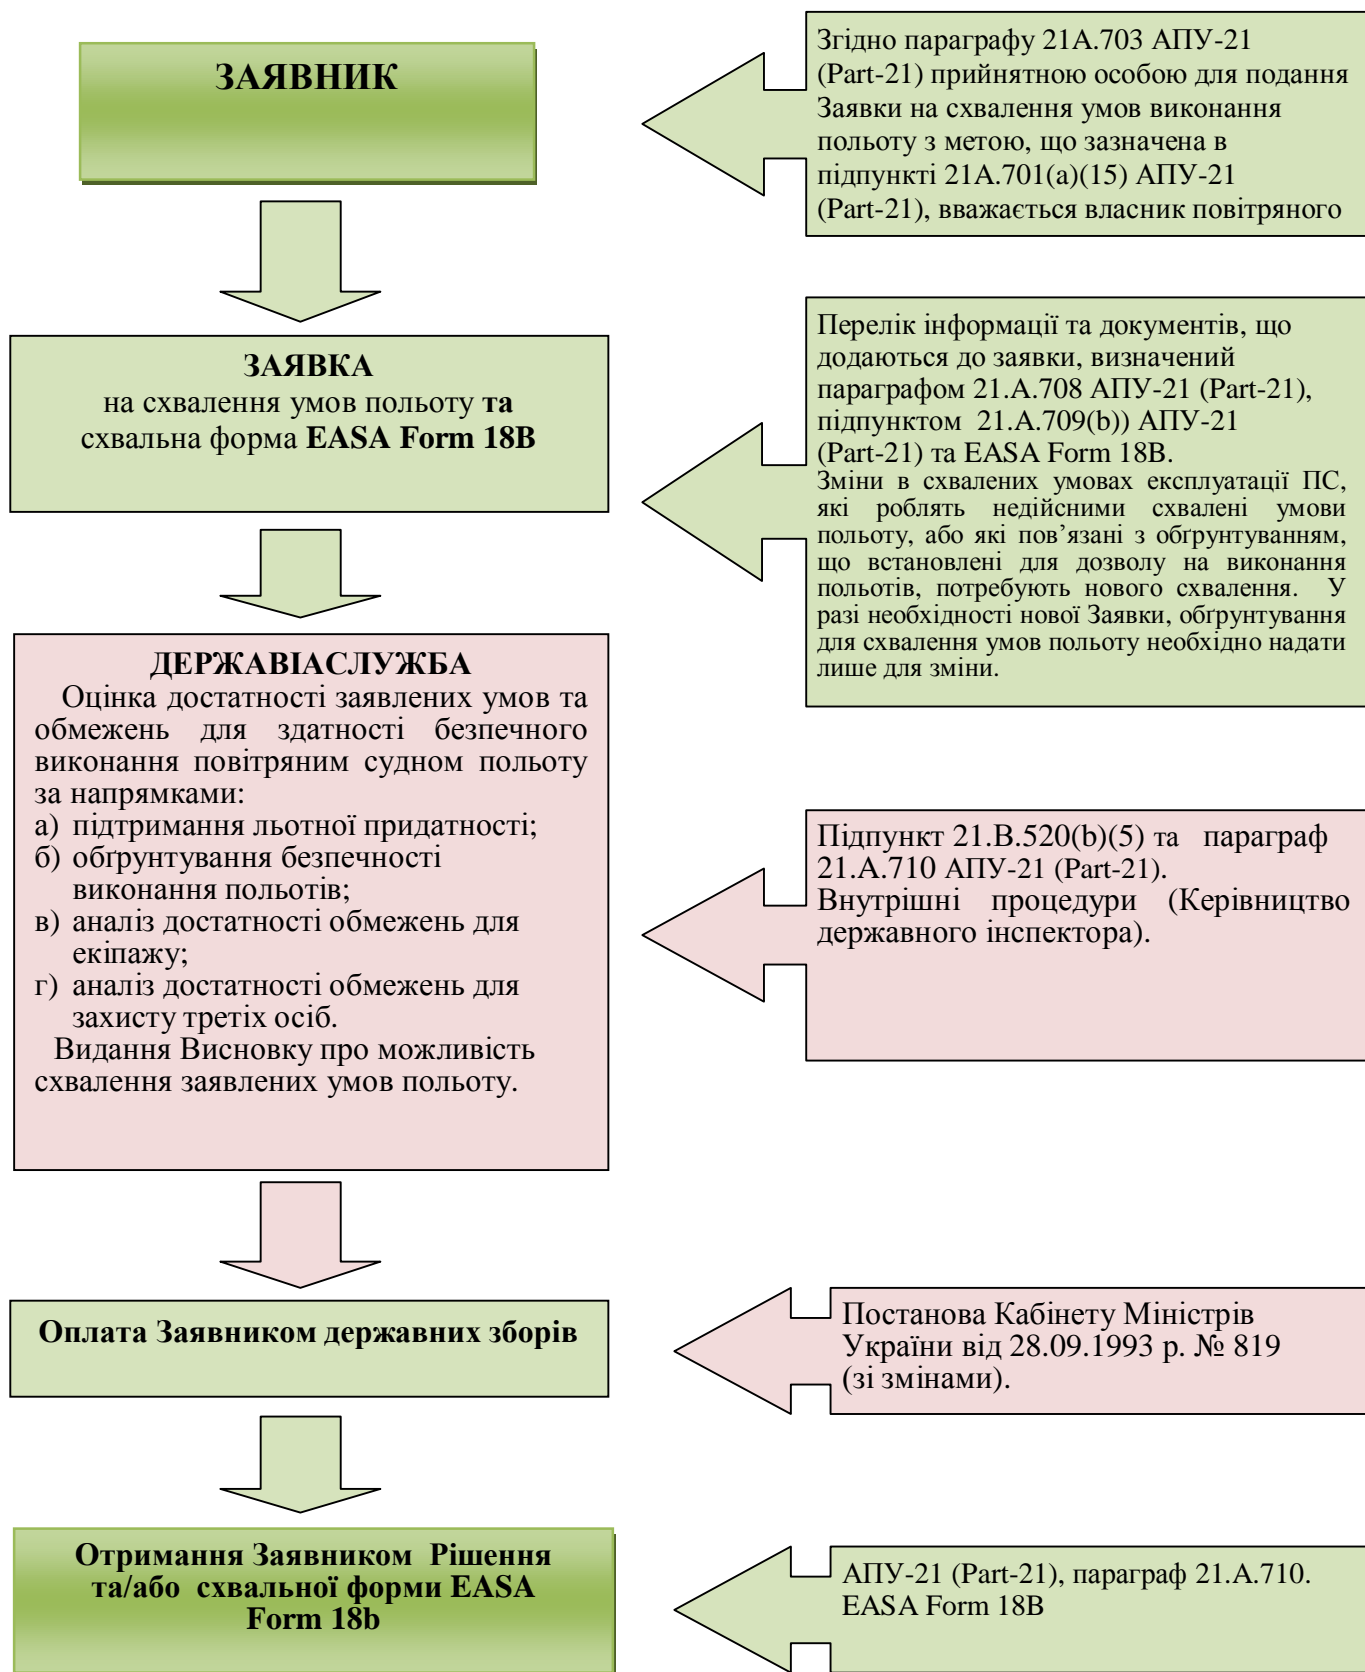 ЗАЯВНИК
Згідно параграфу 21А.703 АПУ-21
(Part-21) прийнятною особою для подання
Заявки на схвалення умов виконання
польоту з метою, що зазначена в
підпункті 21А.701(а)(15) АПУ-21
(Part-21), вважається власник повітряного
ЗАЯВКА
на схвалення умов польоту та
схвальна форма EASA Form 18B
Перелік інформації та документів, що
додаються до заявки, визначений
параграфом 21.А.708 АПУ-21 (Part-21),
підпунктом 21.А.709(b)) АПУ-21
(Part-21) та EASA Form 18B.
Зміни в схвалених умовах експлуатації ПС,
які роблять недійсними схвалені умови
польоту, або які пов’язані з обґрунтуванням,
що встановлені для дозволу на виконання
польотів, потребують нового схвалення. У
разі необхідності нової Заявки, обґрунтування
для схвалення умов польоту необхідно надати
лише для зміни.
ДЕРЖАВІАСЛУЖБА
Оцінка достатності заявлених умов та
обмежень для здатності безпечного
виконання повітряним судном польоту
за напрямками:
а) підтримання льотної придатності;
б) обґрунтування безпечності
виконання польотів;
в) аналіз достатності обмежень для
екіпажу;
г) аналіз достатності обмежень для
захисту третіх осіб.
Видання Висновку про можливість
схвалення заявлених умов польоту.
Підпункт 21.В.520(b)(5) та параграф
21.А.710 АПУ-21 (Part-21).
Внутрішні процедури (Керівництво
державного інспектора).
Оплата Заявником державних зборів
Постанова Кабінету Міністрів
України від 28.09.1993 р. № 819
(зі змінами).
Отримання Заявником Рішення
та/або схвальної форми EASA
Form 18b
АПУ-21 (Part-21), параграф 21.А.710.
EASA Form 18B